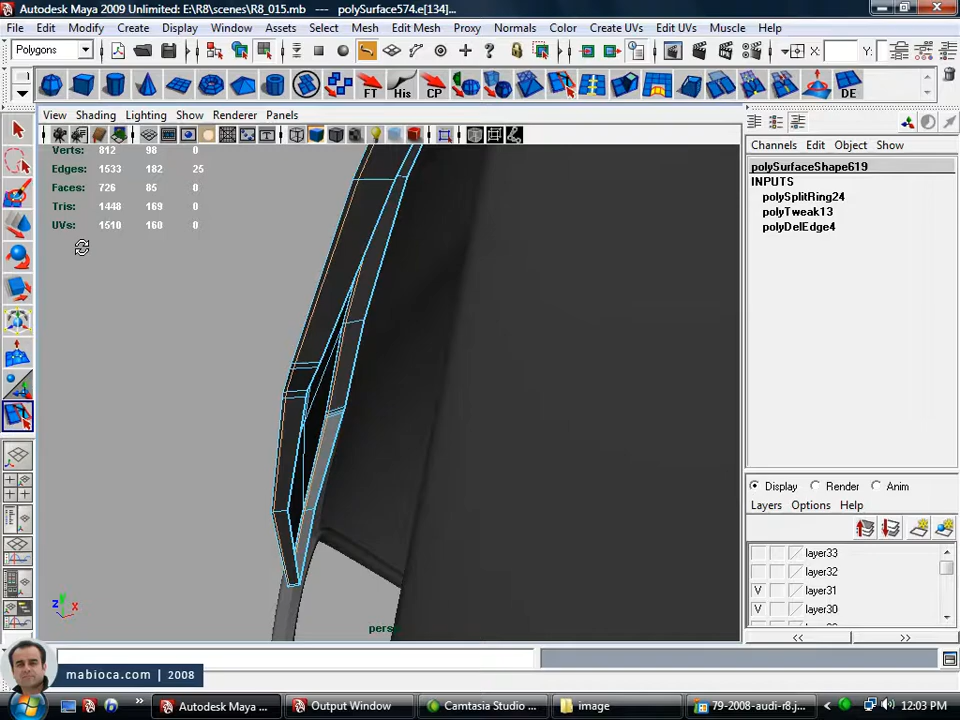 Autodesk Maya 2009 Unlimited: E:\R8\scenes\R8_015.mb --- polySurface574.e[134]...
File Edit Modify Create Display Window Assets Select Mesh Edit Mesh Proxy Normals Color Create UVs Edit UVs Muscle Help
Polygons X: Y:
FT His CP DE
View Shading Lighting Show Renderer Panels
Channels Edit Object Show
Verts: 812 98 0
Edges: 1533 182 25
Faces: 726 85 0
Tris: 1448 169 0
UVs: 1510 160 0
polySurfaceShape619
INPUTS
polySplitRing24
polyTweak13
polyDelEdge4
Display Render Anim
Layers Options Help
layer33
layer32
V layer31
V layer30
z y x
persp
<< >>
mabioca.com | 2008
Autodesk Maya ... Output Window Camtasia Studio ... image 79-2008-audi-r8.j... 12:03 PM